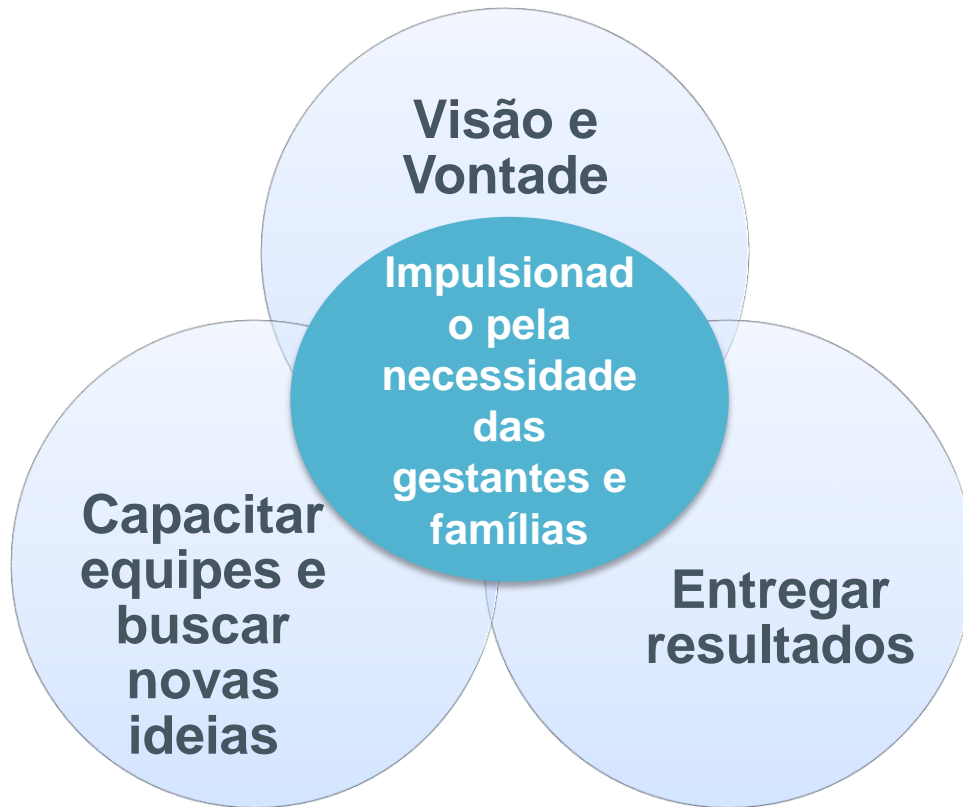 Visão e
Vontade
Impulsionad
o pela
necessidade
das
gestantes e
famílias
Capacitar
equipes e
buscar
novas
ideias
Entregar
resultados